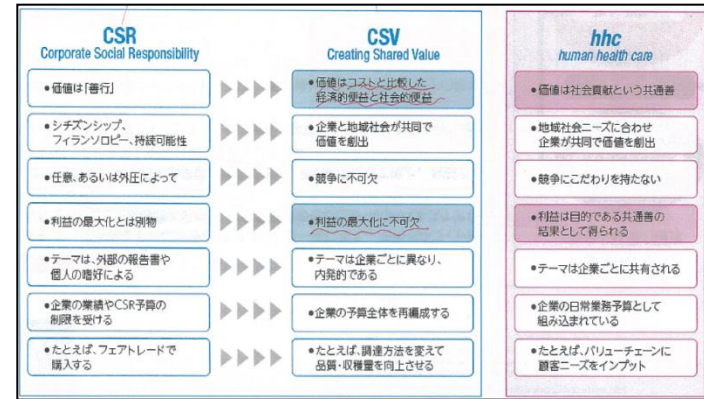 CSR
Corporate Social Responsibility
CSV
Creating Shared Value
hhc
human health care
●価値は「善行」
●価値はコストと比較した
経済的便益と社会的便益
●価値は社会貢献という共通善
●シチズンシップ、
フィランソロピー、持続可能性
●企業と地域社会が共同で
価値を創出
●地域社会ニーズに合わせ
企業が共同で価値を創出
●任意、あるいは外圧によって
●競争に不可欠
●競争にこだわりを持たない
●利益の最大化とは別物
●利益の最大化に不可欠
●利益は目的である共通善の
結果として得られる
●テーマは、外部の報告書や
個人の嗜好による
●テーマは企業ごとに異なり、
内発的である
●テーマは企業ごとに共有される
●企業の業績やCSR予算の
制限を受ける
●企業の予算全体を再編成する
●企業の日常業務予算として
組み込まれている
●たとえば、フェアトレードで
購入する
●たとえば、調達方法を変えて
品質・収穫量を向上させる
●たとえば、バリューチェーンに
顧客ニーズをインプット